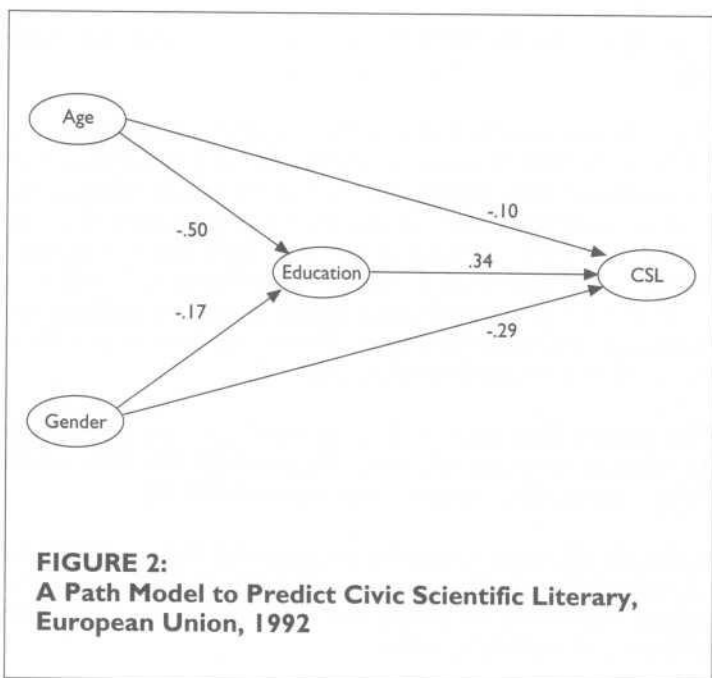 Age
-.10
-.50
Education
.34
CSL
-.17
-.29
Gender
FIGURE 2:
A Path Model to Predict Civic Scientific Literary,
European Union, 1992